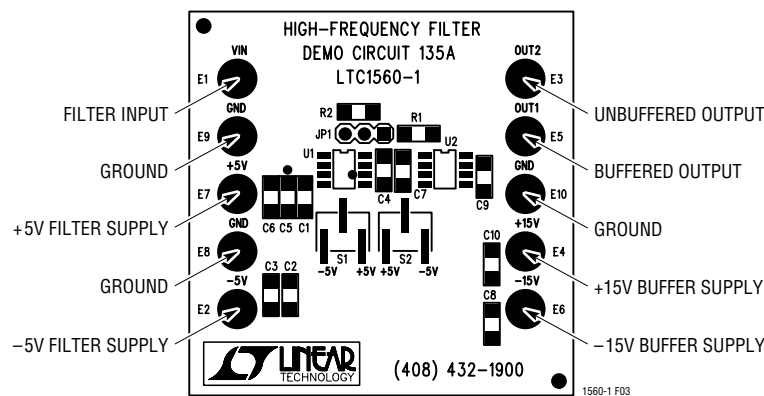 HIGH–FREQUENCY FILTER
DEMO CIRCUIT 135A
LTC1560–1
VIN
E1
FILTER INPUT
GND
E9
GROUND
+5V
E7
+5V FILTER SUPPLY
GND
E8
GROUND
–5V
E2
–5V FILTER SUPPLY
R2
JP1
R1
U1
U2
C4
C7
C9
C6 C5 C1
S1
S2
–5V +5V +5V –5V
C3 C2
C10
C8
OUT2
E3
UNBUFFERED OUTPUT
OUT1
E5
BUFFERED OUTPUT
GND
E10
GROUND
+15V
E4
+15V BUFFER SUPPLY
–15V
E6
–15V BUFFER SUPPLY
LINEAR
TECHNOLOGY
(408) 432–1900
1560-1 F03